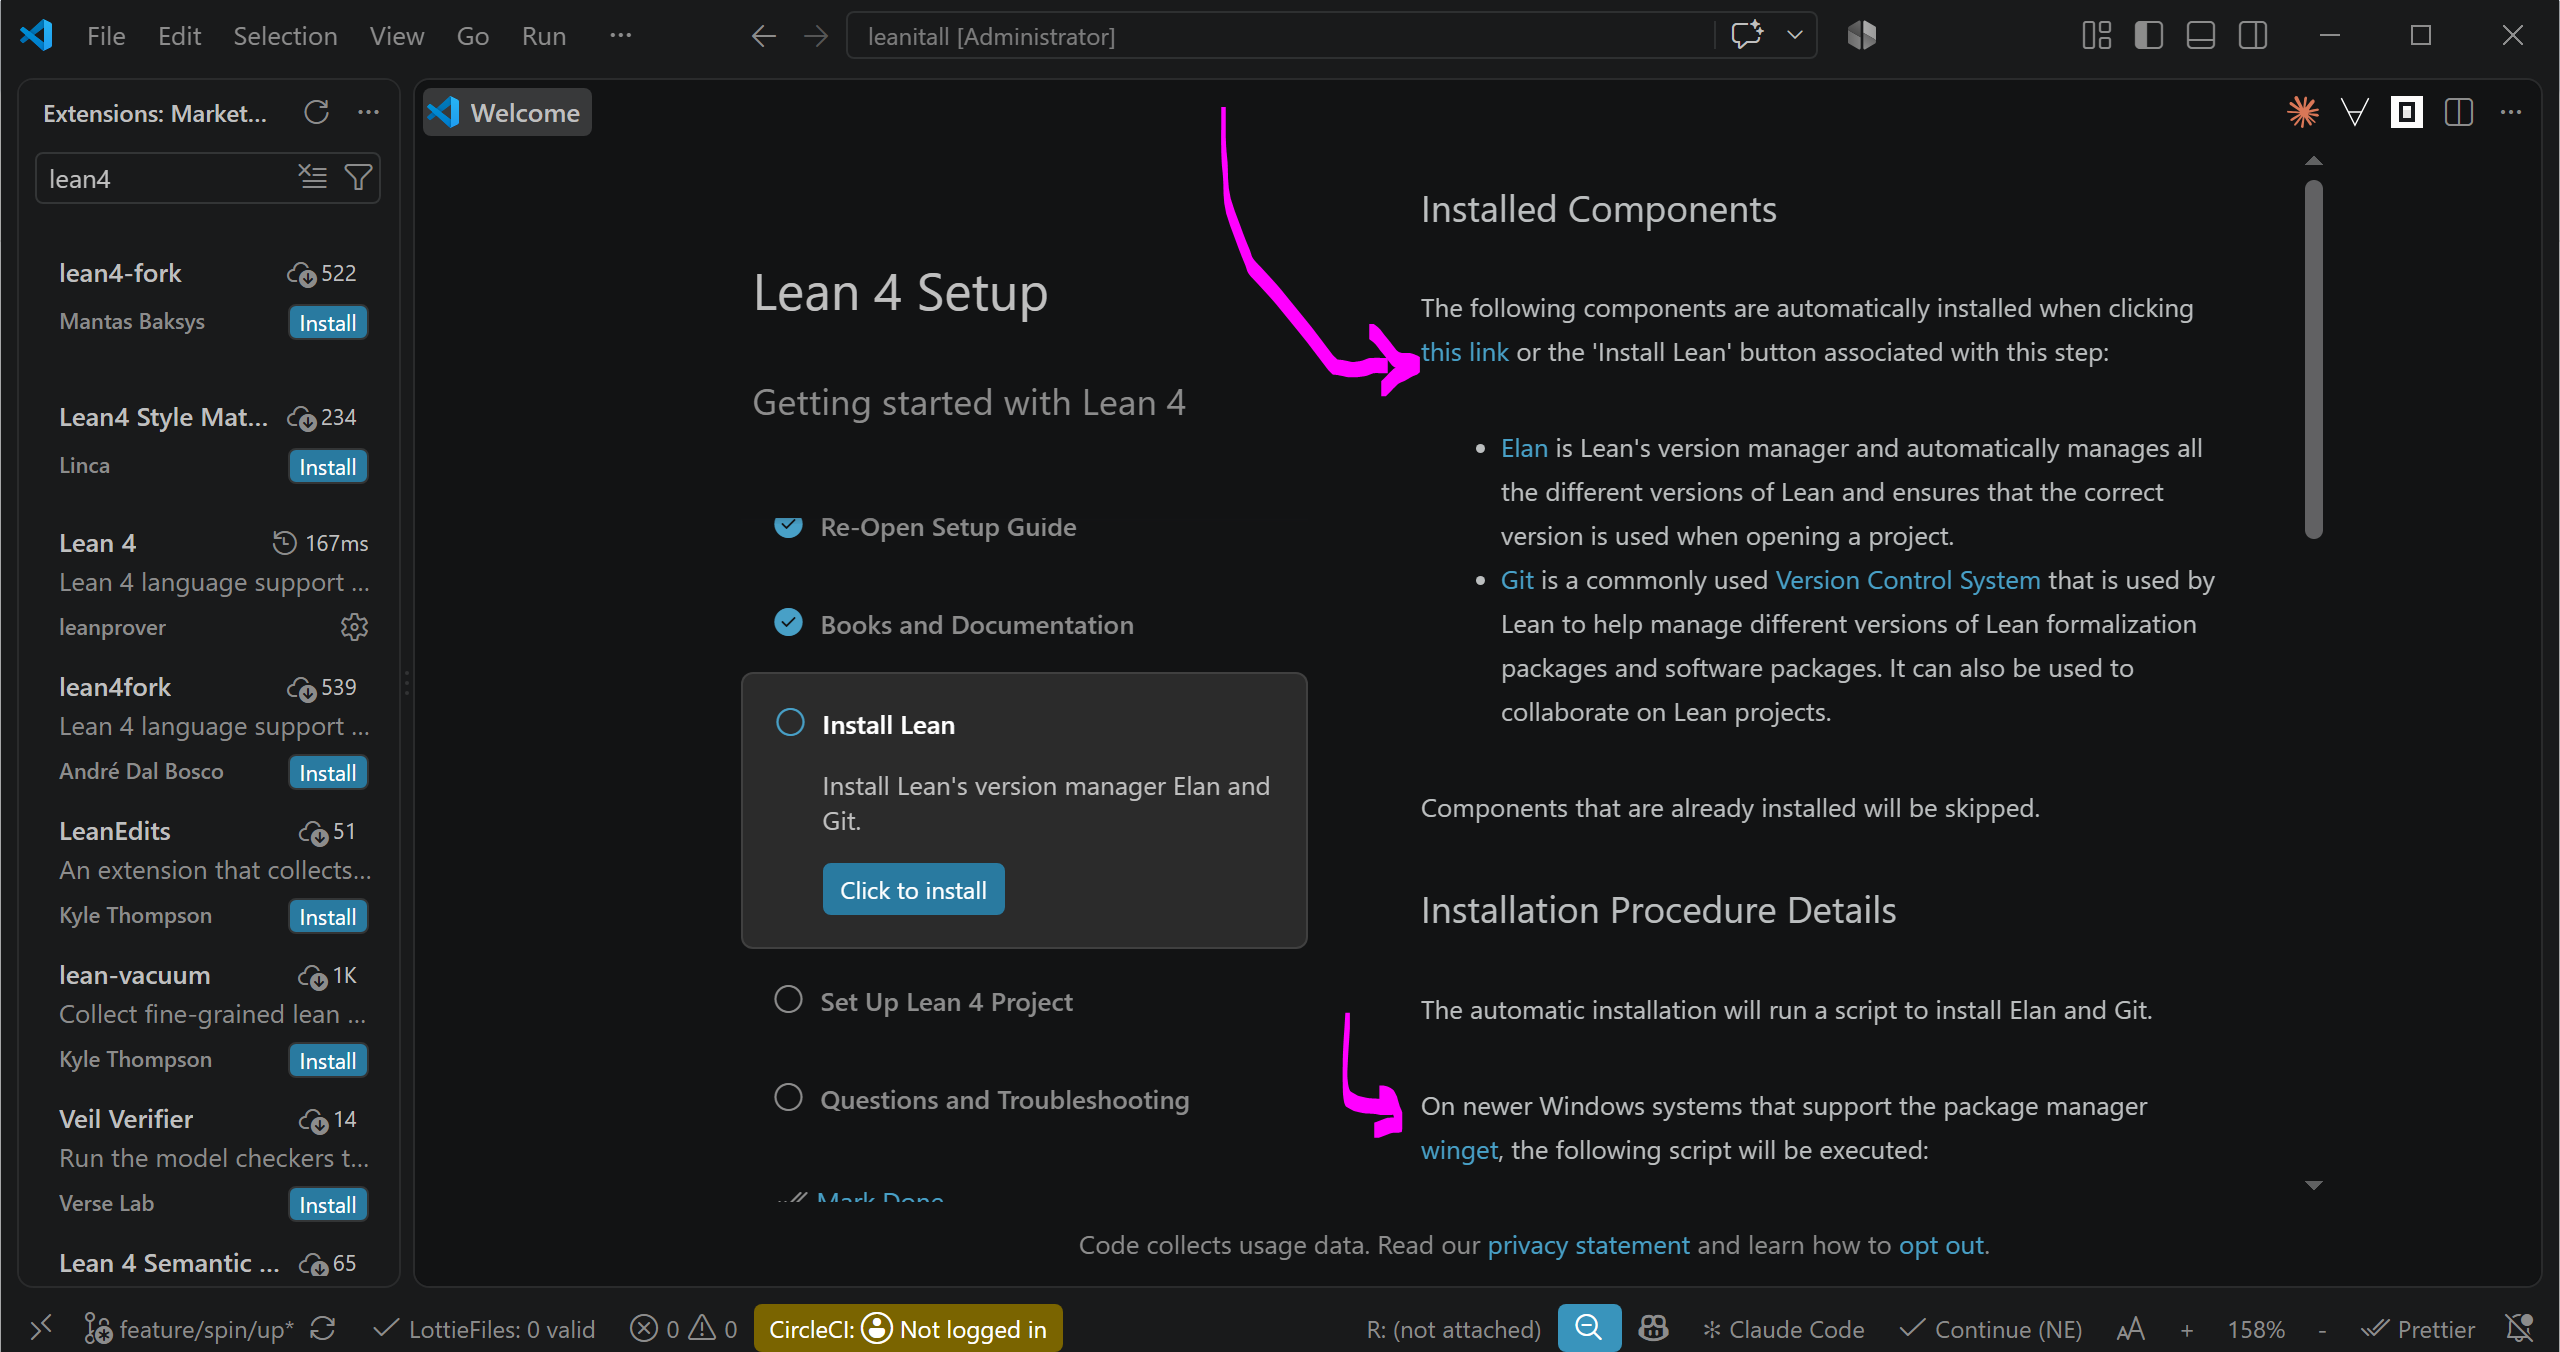 File Edit Selection View Go Run ···
leanitall [Administrator]
Extensions: Market...
lean4
lean4-fork 522
Mantas Baksys Install
Lean4 Style Mat... 234
Linca Install
Lean 4 167ms
Lean 4 language support ...
leanprover
lean4fork 539
Lean 4 language support ...
André Dal Bosco Install
LeanEdits 51
An extension that collects...
Kyle Thompson Install
lean-vacuum 1K
Collect fine-grained lean ...
Kyle Thompson Install
Veil Verifier 14
Run the model checkers t...
Verse Lab Install
Lean 4 Semantic ... 65
Welcome
Lean 4 Setup
Getting started with Lean 4
Re-Open Setup Guide
Books and Documentation
Install Lean
Install Lean's version manager Elan and
Git.
Click to install
Set Up Lean 4 Project
Questions and Troubleshooting
Mark Done
Installed Components
The following components are automatically installed when clicking
this link or the 'Install Lean' button associated with this step:
• Elan is Lean's version manager and automatically manages all
the different versions of Lean and ensures that the correct
version is used when opening a project.
• Git is a commonly used Version Control System that is used by
Lean to help manage different versions of Lean formalization
packages and software packages. It can also be used to
collaborate on Lean projects.
Components that are already installed will be skipped.
Installation Procedure Details
The automatic installation will run a script to install Elan and Git.
On newer Windows systems that support the package manager
winget, the following script will be executed:
Code collects usage data. Read our privacy statement and learn how to opt out.
feature/spin/up* LottieFiles: 0 valid 0 0 CircleCI: Not logged in R: (not attached) Claude Code Continue (NE) AA + 158% - Prettier